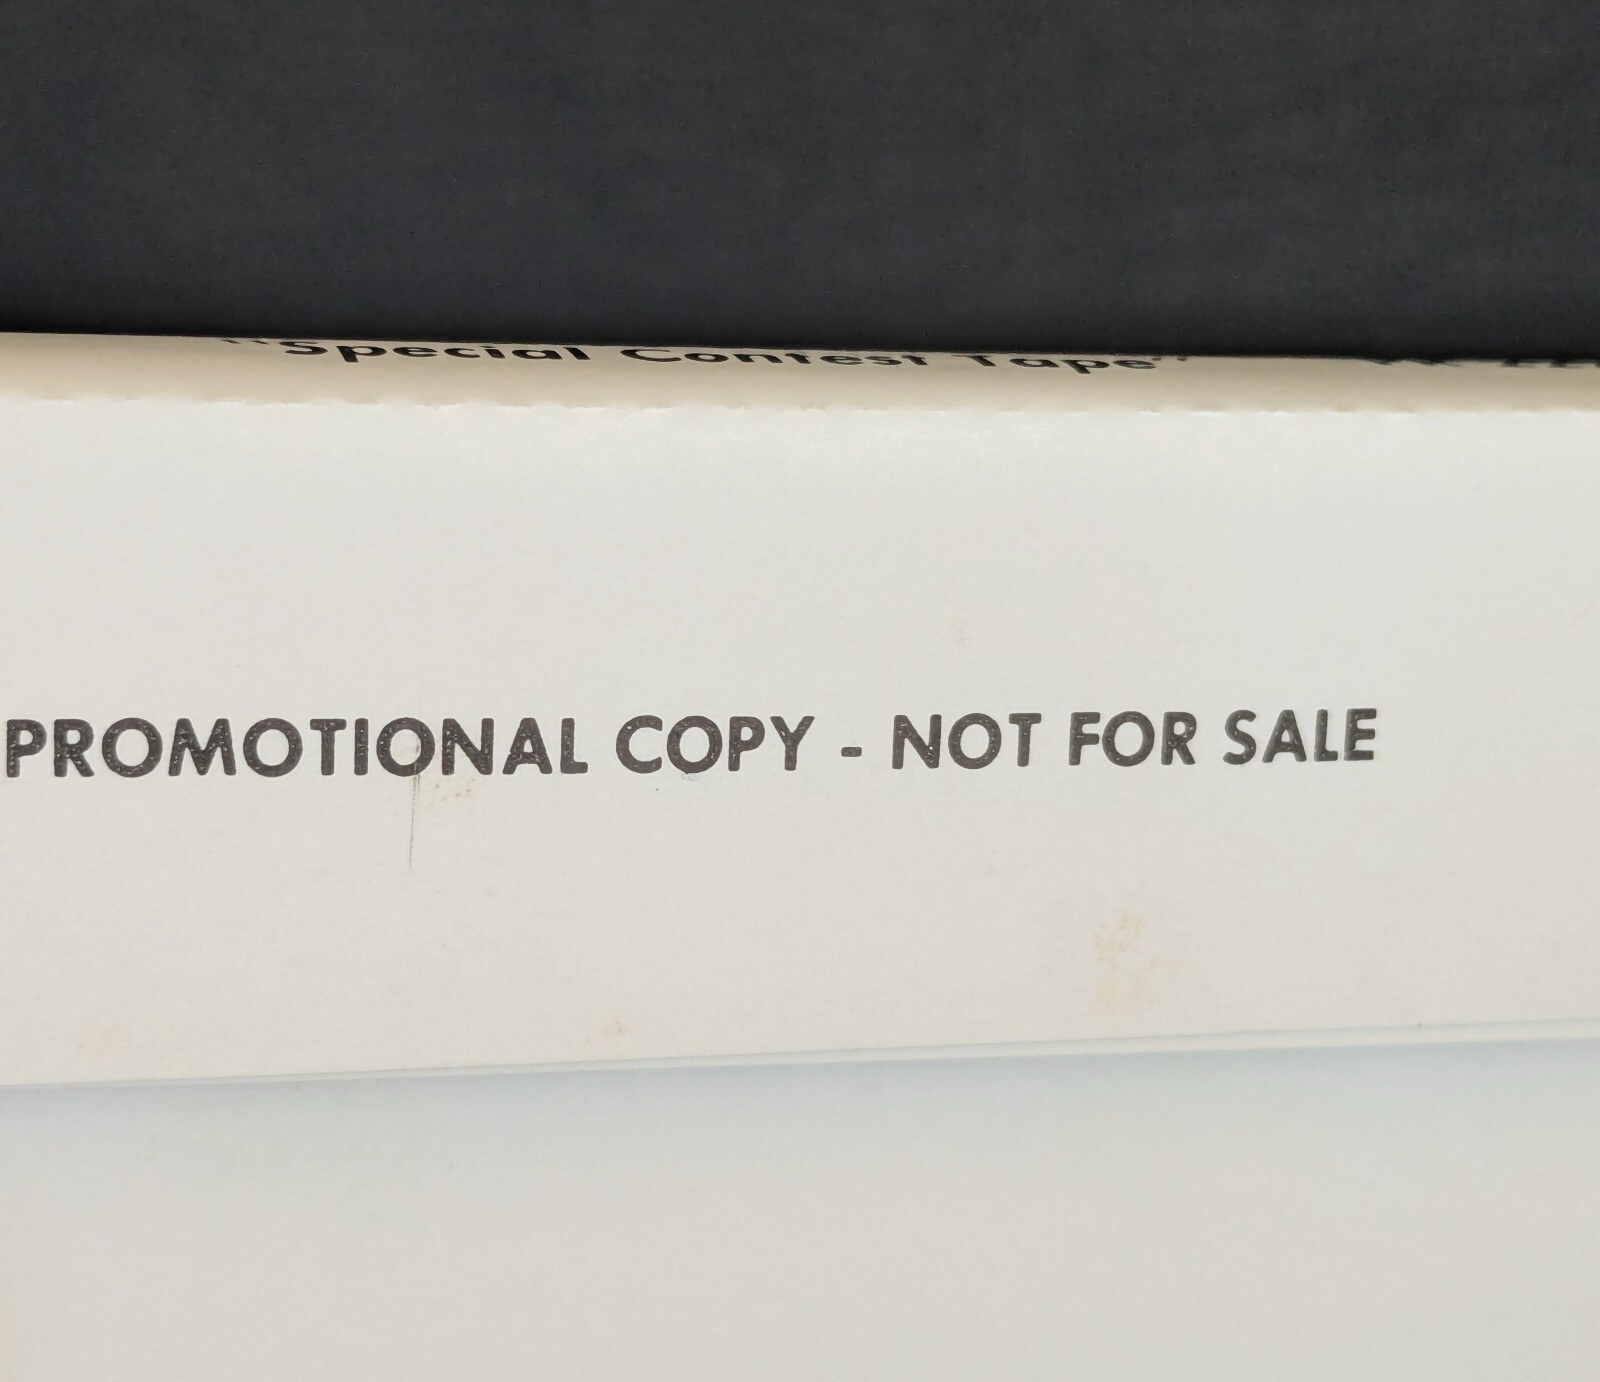 "Special Contest Tape"
PROMOTIONAL COPY - NOT FOR SALE